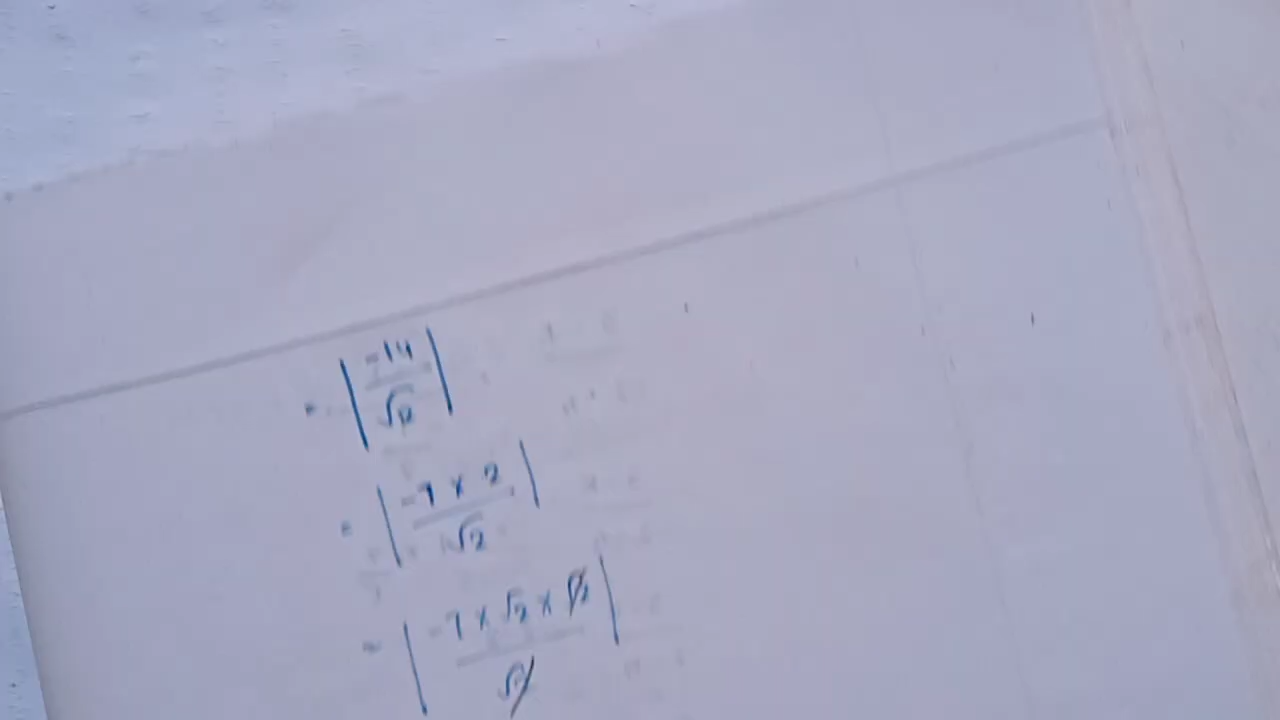 = |-14/√2|
= |-7 × 2/√2|
= |-7 × √2 × √2/√2|